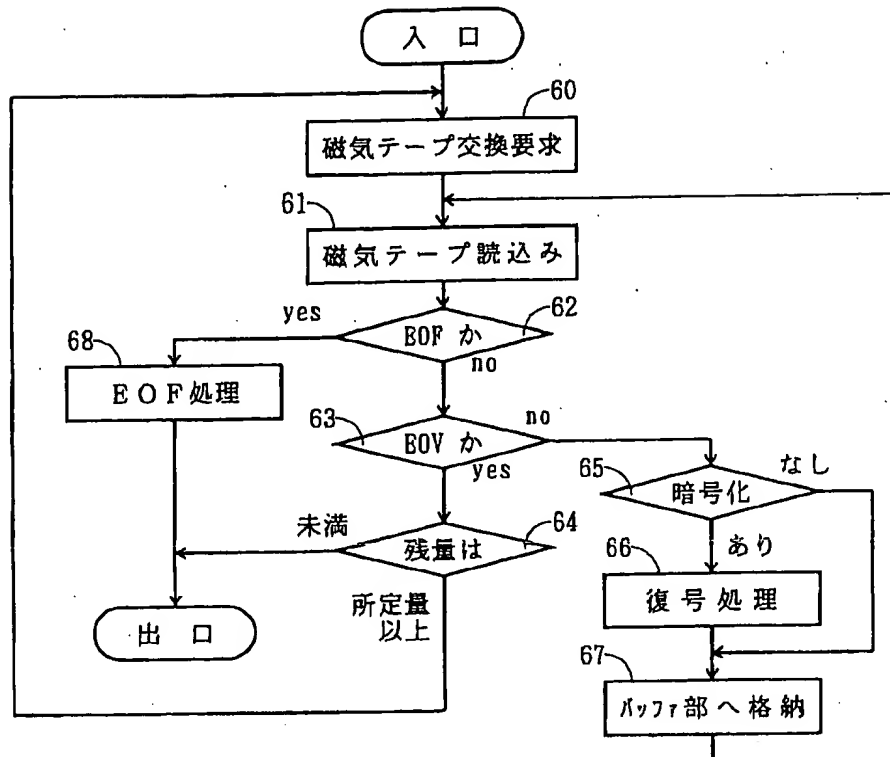 入 口
60
磁気テープ交換要求
61
磁気テープ読込み
62
EOF か
yes
no
68
EOF処理
63
EOV か
no
yes
65
暗号化
なし
あり
64
残量は
未満
所定量
以上
66
復号処理
出 口
67
バッファ部へ格納